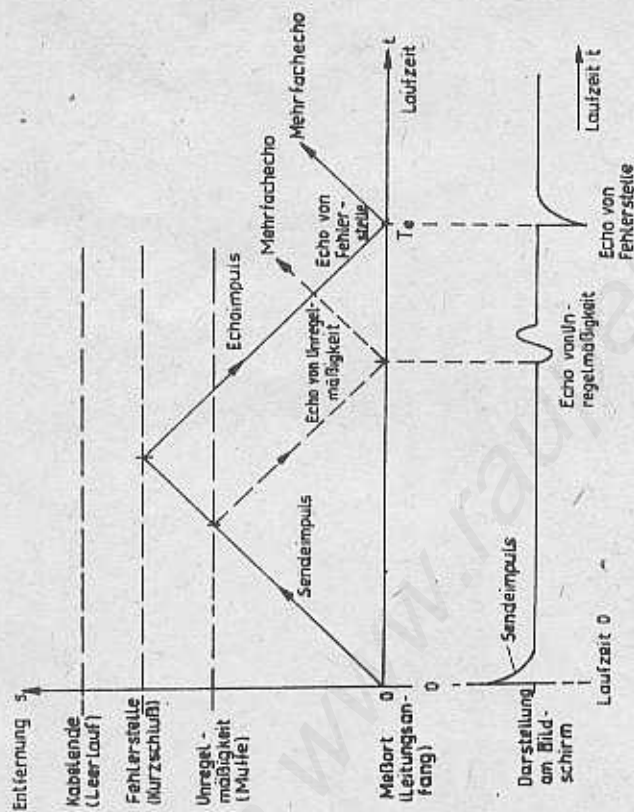 Entfernung s
Kabelende
(Leerlauf)
Fehlerstelle
(Kurzschluß)
Unregel-
mäßigkeit
(Muffe)
Meßort
(Leitungsan-
fang)
0
0
Sendeimpuls
Echoimpuls
Echo von Unregel-
mäßigkeit
Mehrfachecho
Echo von
Fehler-
stelle
Mehrfachecho
Te
Laufzeit
t
Darstellung
am Bild-
schirm
Sendeimpuls
Laufzeit 0
Echo von Un-
regelmäßigkeit
Echo von
Fehlerstelle
Laufzeit t